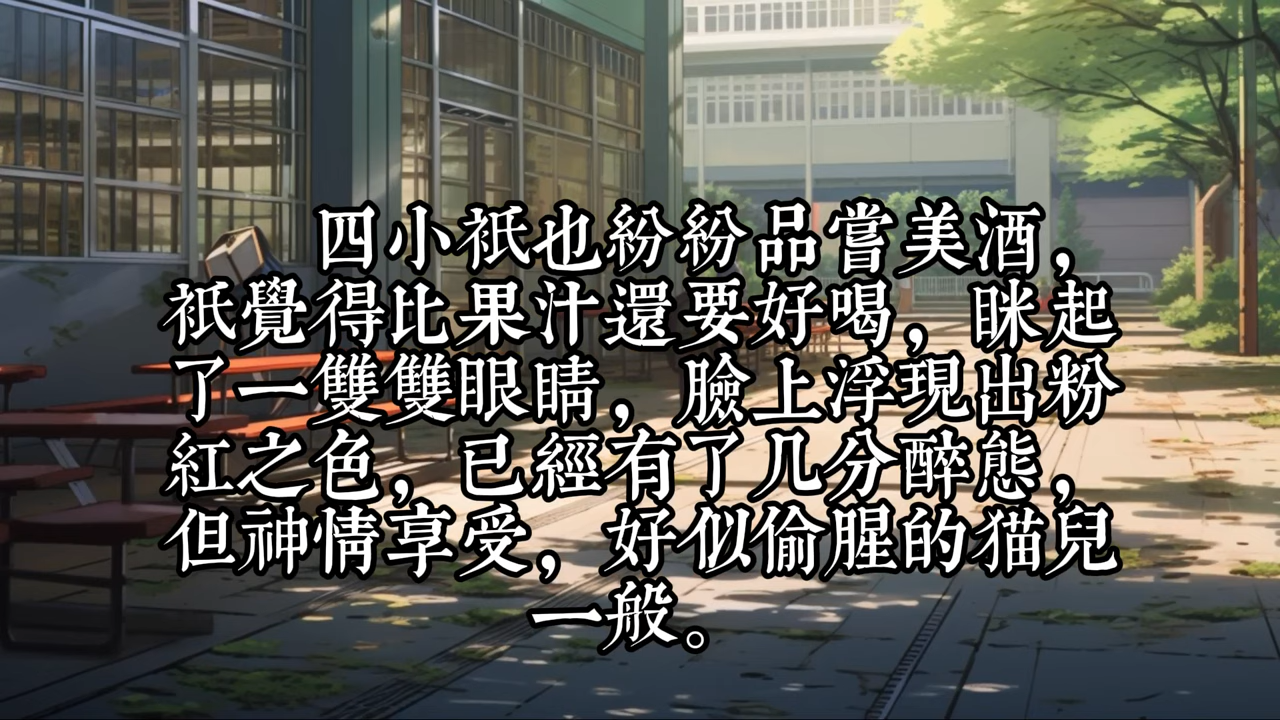 四小祇也紛紛品嘗美酒，
祇覺得比果汁還要好喝，眯起
了一雙雙眼睛，臉上浮現出粉
紅之色，已經有了几分醉態，
但神情享受，好似偷腥的猫兒
一般。